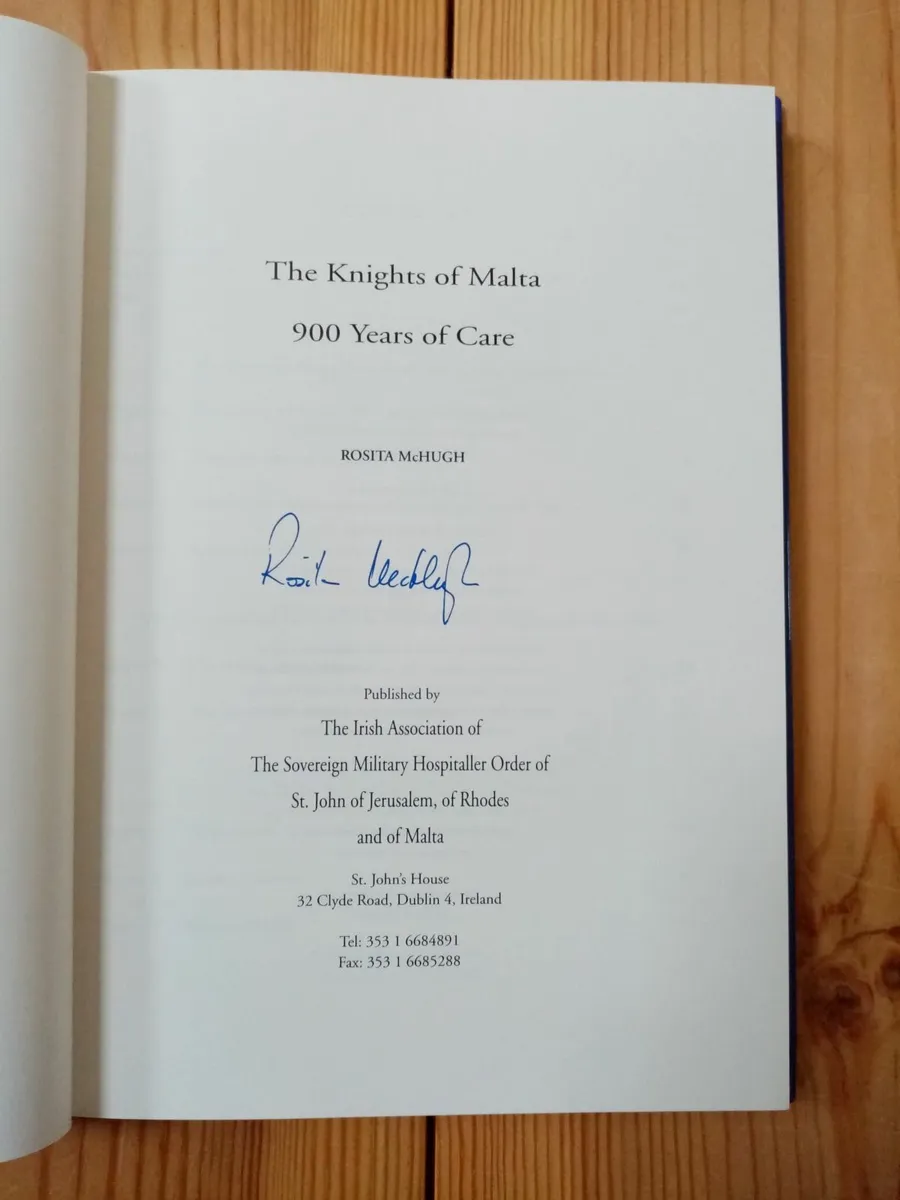 The Knights of Malta
900 Years of Care
ROSITA McHUGH
Rosita McHugh
Published by
The Irish Association of
The Sovereign Military Hospitaller Order of
St. John of Jerusalem, of Rhodes
and of Malta
St. John's House
32 Clyde Road, Dublin 4, Ireland
Tel: 353 1 6684891
Fax: 353 1 6685288